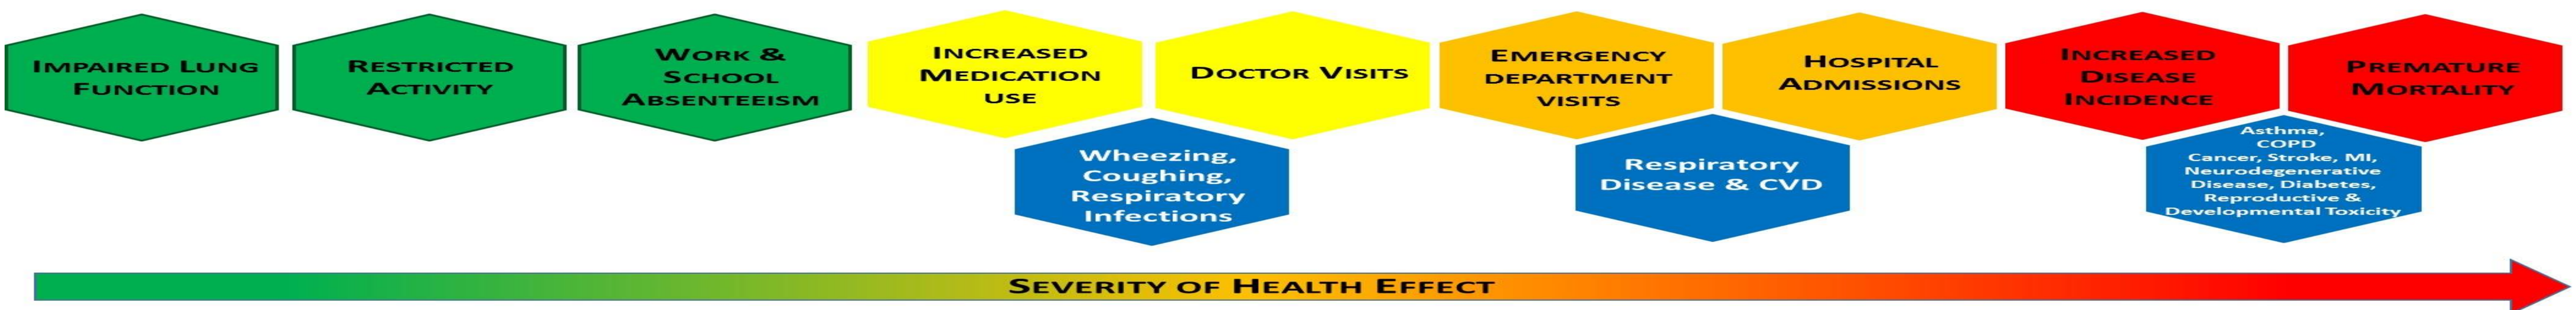 IMPAIRED LUNG
FUNCTION
RESTRICTED
ACTIVITY
WORK &
SCHOOL
ABSENTEEISM
INCREASED
MEDICATION
USE
DOCTOR VISITS
EMERGENCY
DEPARTMENT
VISITS
HOSPITAL
ADMISSIONS
INCREASED
DISEASE
INCIDENCE
PREMATURE
MORTALITY
Wheezing,
Coughing,
Respiratory
Infections
Respiratory
Disease & CVD
Asthma,
COPD
Cancer, Stroke, MI,
Neurodegenerative
Disease, Diabetes,
Reproductive &
Developmental Toxicity
SEVERITY OF HEALTH EFFECT